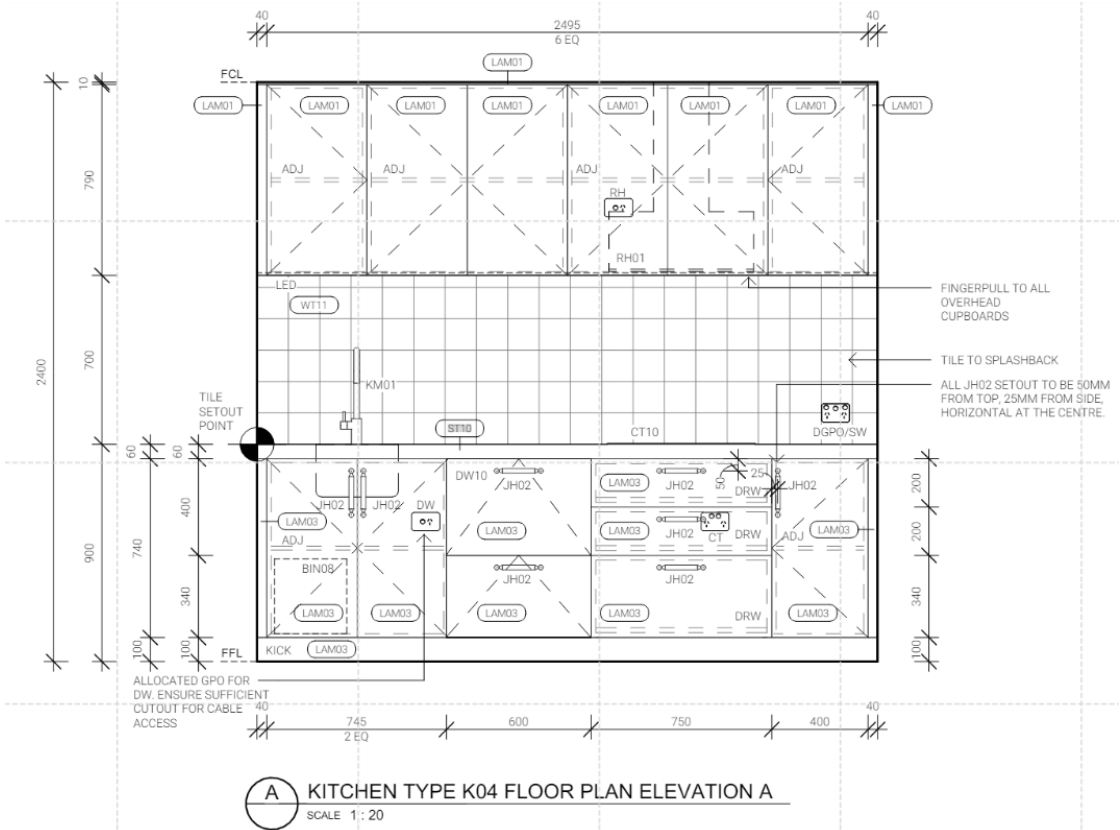 40
2495
40
6 EQ
LAM01
FCL
10
LAM01
LAM01
LAM01
LAM01
LAM01
LAM01
LAM01
LAM01
790
ADJ
ADJ
ADJ
ADJ
RH
RH01
LED
WT11
FINGERPULL TO ALL
OVERHEAD
CUPBOARDS
2400
700
KM01
TILE TO SPLASHBACK
ALL JH02 SETOUT TO BE 50MM
FROM TOP, 25MM FROM SIDE,
HORIZONTAL AT THE CENTRE.
TILE
SETOUT
POINT
ST10
CT10
DGPO/SW
60
60
DW10
JH02
JH02
50
25
JH02
LAM03
DRW
JH02
JH02
DW
200
400
LAM03
LAM03
LAM03
JH02
CT
DRW
LAM03
200
740
900
ADJ
ADJ
BIN08
JH02
JH02
340
LAM03
LAM03
LAM03
LAM03
DRW
LAM03
340
100
100
FFL
KICK
LAM03
100
ALLOCATED GPO FOR
DW. ENSURE SUFFICIENT
CUTOUT FOR CABLE
ACCESS
40
745
600
750
400
40
2 EQ
A
KITCHEN TYPE K04 FLOOR PLAN ELEVATION A
SCALE 1 : 20